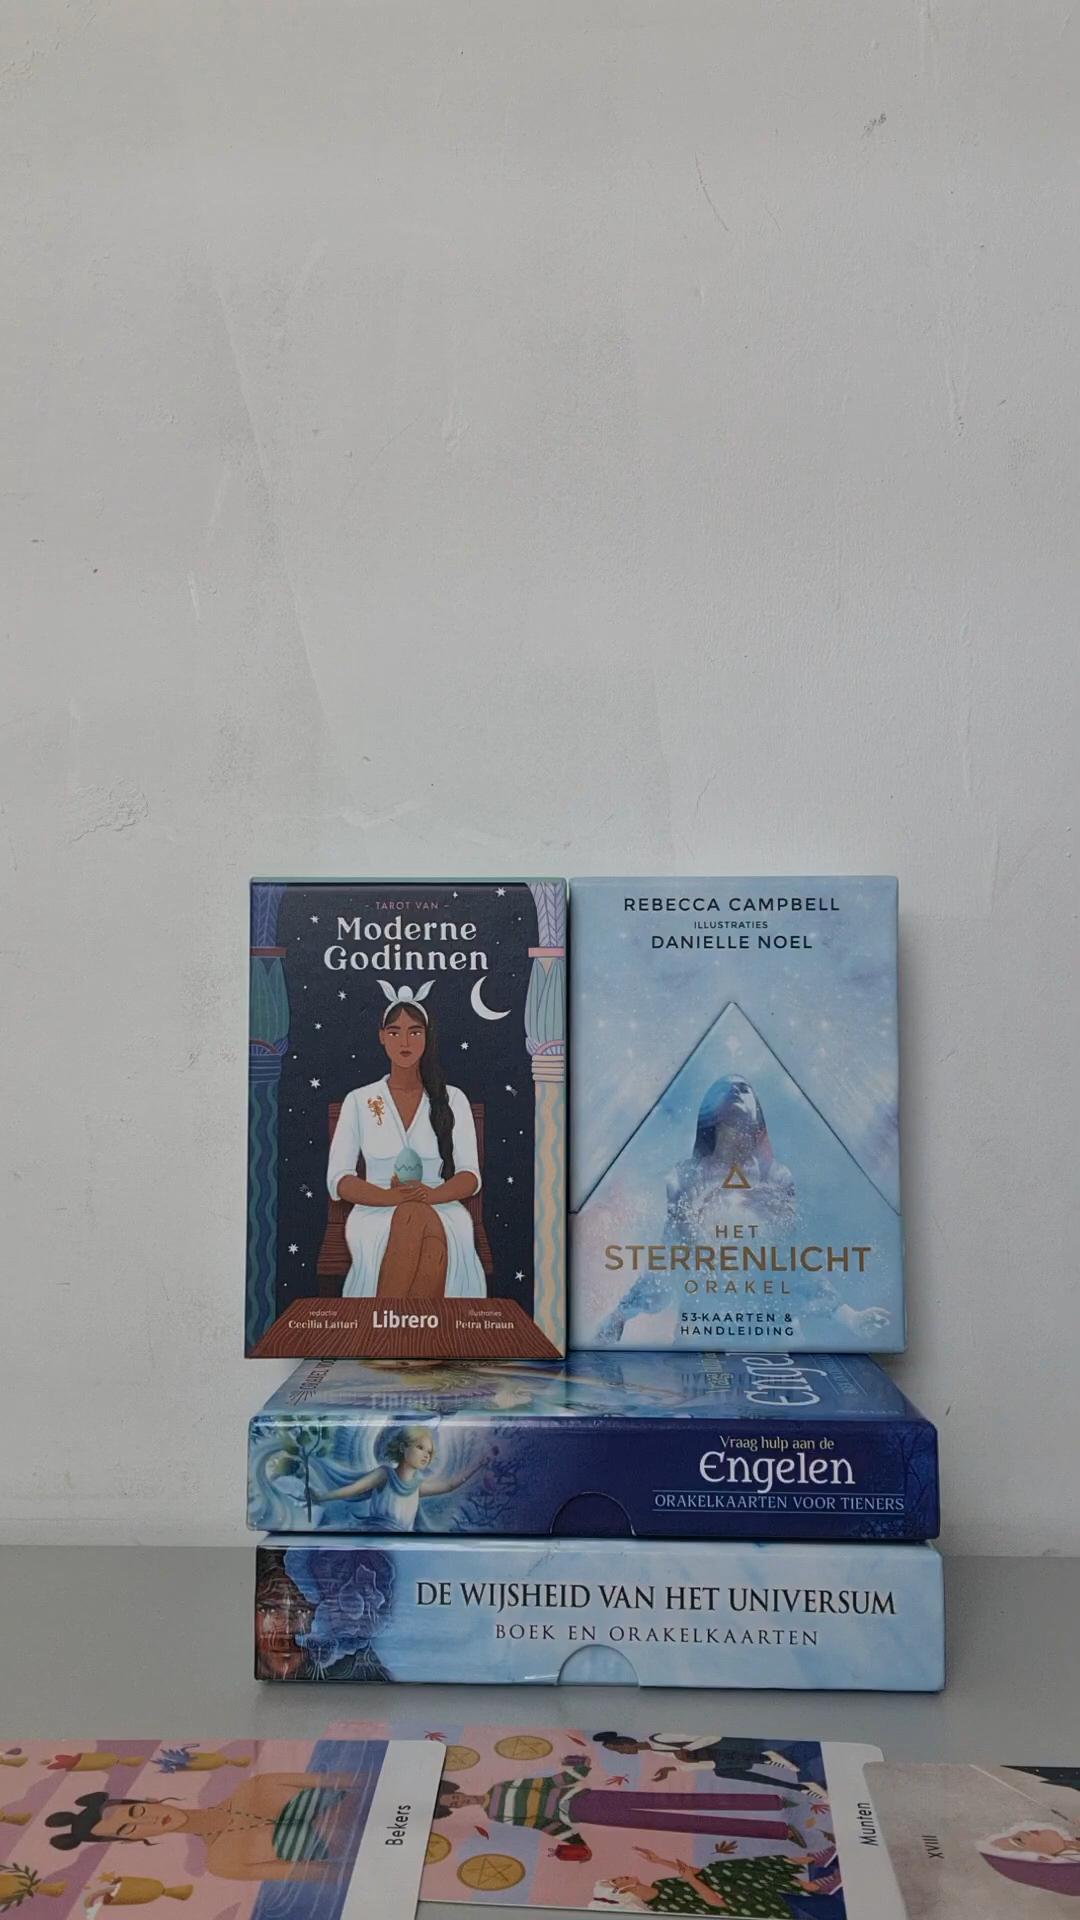 - TAROT VAN -
Moderne
Godinnen
redactie
Cecilia Lattari
Librero
illustraties
Petra Braun
REBECCA CAMPBELL
ILLUSTRATIES
DANIELLE NOEL
HET
STERRENLICHT
ORAKEL
53-KAARTEN &
HANDLEIDING
Vraag hulp aan de
Engelen
ORAKELKAARTEN VOOR TIENERS
DE WIJSHEID VAN HET UNIVERSUM
BOEK EN ORAKELKAARTEN
Bekers
Munten
XVIII